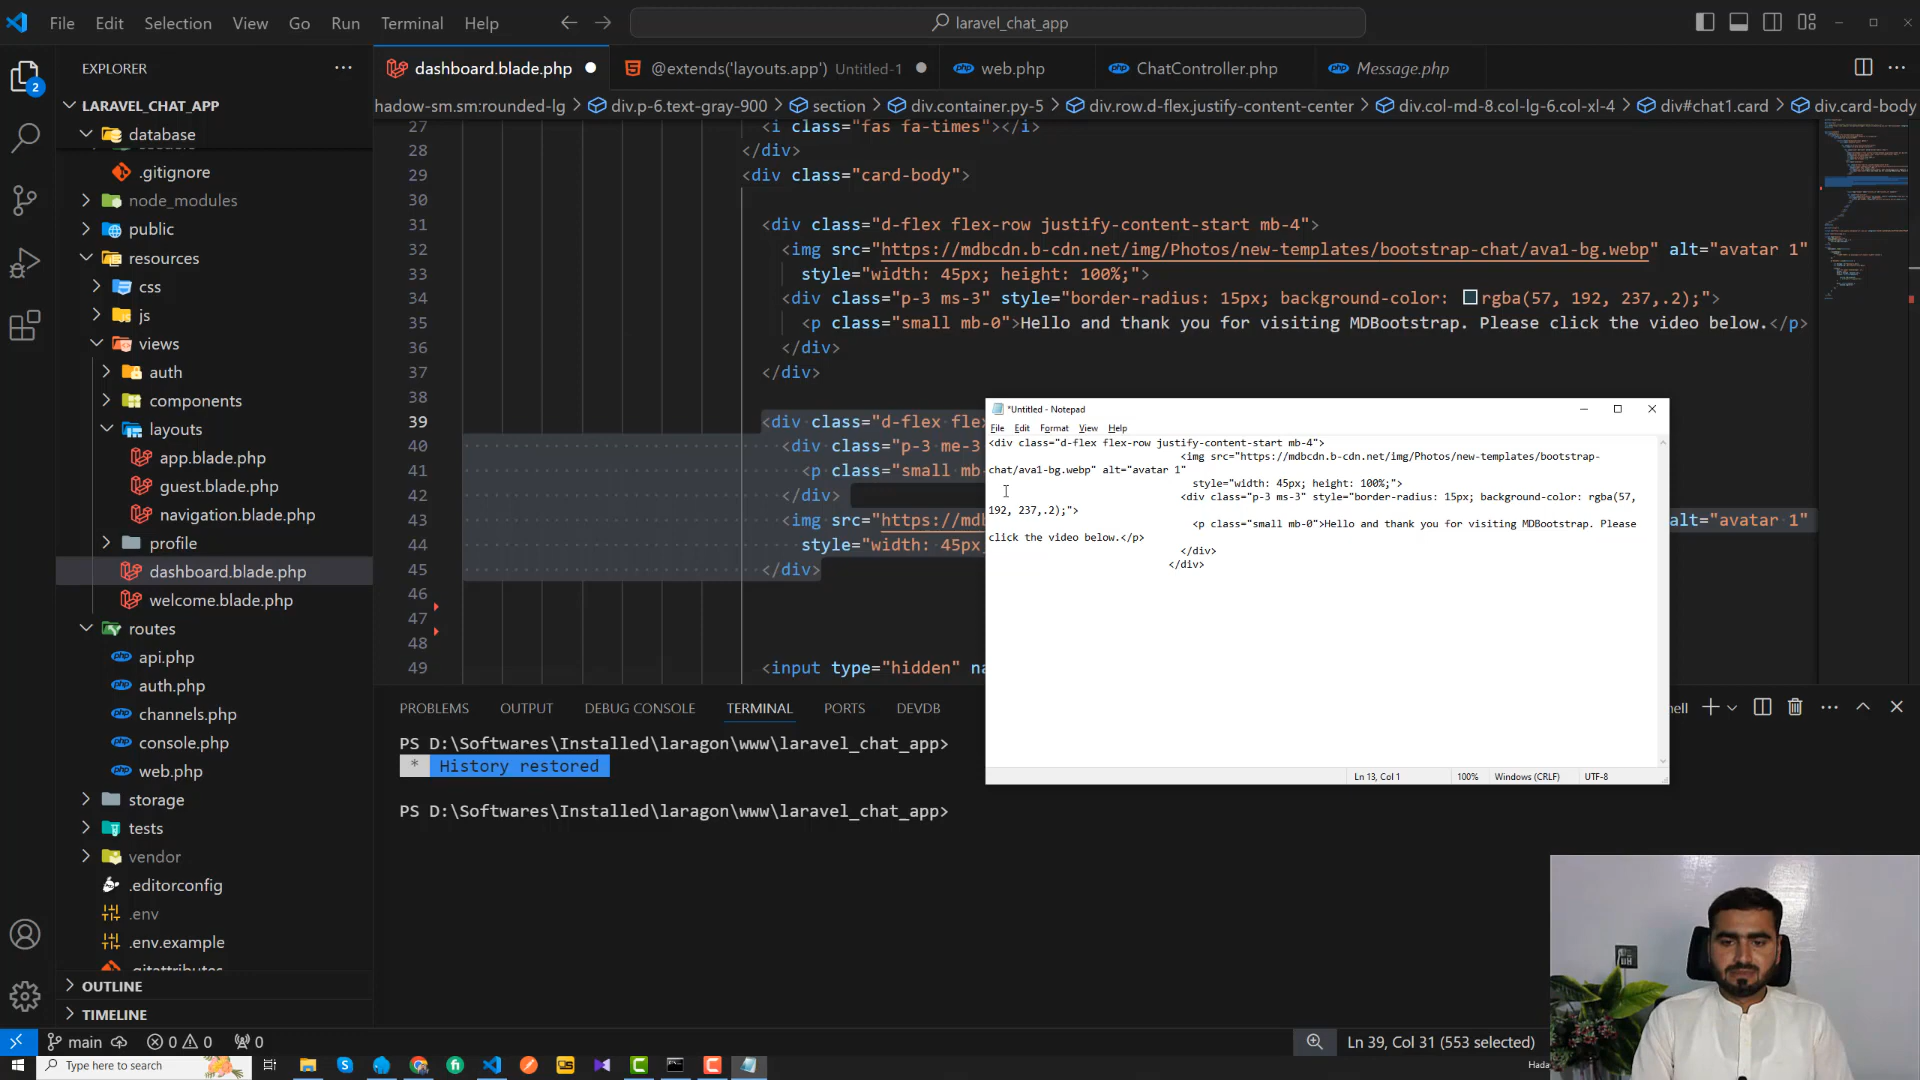 File Edit Selection View Go Run Terminal Help
laravel_chat_app
EXPLORER
dashboard.blade.php
@extends('layouts.app') Untitled-1
web.php
ChatController.php
Message.php
hadow-sm.sm:rounded-lg > div.p-6.text-gray-900 > section > div.container.py-5 > div.row.d-flex.justify-content-center > div.col-md-8.col-lg-6.col-xl-4 > div#chat1.card > div.card-body
LARAVEL_CHAT_APP
database
.gitignore
node_modules
public
resources
css
js
views
auth
components
layouts
app.blade.php
guest.blade.php
navigation.blade.php
profile
dashboard.blade.php
welcome.blade.php
routes
api.php
auth.php
channels.php
console.php
web.php
storage
tests
vendor
.editorconfig
.env
.env.example
.gitattributes
OUTLINE
TIMELINE
27 <i class="fas fa-times"></i>
28 </div>
29 <div class="card-body">
30
31 <div class="d-flex flex-row justify-content-start mb-4">
32 <img src="https://mdbcdn.b-cdn.net/img/Photos/new-templates/bootstrap-chat/ava1-bg.webp" alt="avatar 1"
33 style="width: 45px; height: 100%;">
34 <div class="p-3 ms-3" style="border-radius: 15px; background-color: rgba(57, 192, 237,.2);">
35 <p class="small mb-0">Hello and thank you for visiting MDBootstrap. Please click the video below.</p>
36 </div>
37 </div>
38
39 <div class="d-flex fle
40 <div class="p-3 me-3
41 <p class="small mb-
42 </div>
43 <img src="https://md alt="avatar 1"
44 style="width: 45px
45 </div>
46
47
48
49 <input type="hidden" na
*Untitled - Notepad
File Edit Format View Help
<div class="d-flex flex-row justify-content-start mb-4">
<img src="https://mdbcdn.b-cdn.net/img/Photos/new-templates/bootstrap-
chat/ava1-bg.webp" alt="avatar 1"
style="width: 45px; height: 100%;">
<div class="p-3 ms-3" style="border-radius: 15px; background-color: rgba(57,
192, 237,.2);">
<p class="small mb-0">Hello and thank you for visiting MDBootstrap. Please
click the video below.</p>
</div>
</div>
Ln 13, Col 1 100% Windows (CRLF) UTF-8
PROBLEMS OUTPUT DEBUG CONSOLE TERMINAL PORTS DEVDB
PS D:\Softwares\Installed\laragon\www\laravel_chat_app>
* History restored
PS D:\Softwares\Installed\laragon\www\laravel_chat_app>
2
main 0 0 0
Ln 39, Col 31 (553 selected)
Type here to search